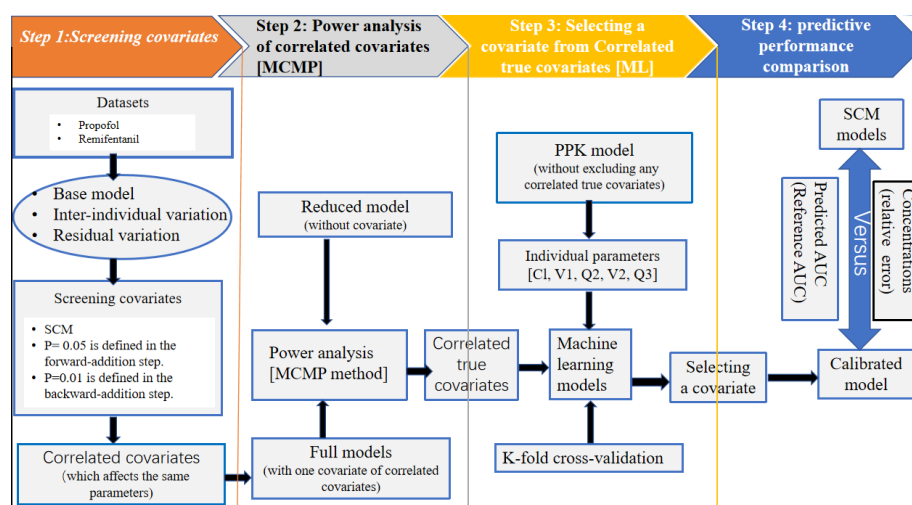 Step 1:Screening covariates
Step 2: Power analysis
of correlated covariates
[MCMP]
Step 3: Selecting a
covariate from Correlated
true covariates [ML]
Step 4: predictive
performance
comparison
Datasets
• Propofol
• Remifentanil
• Base model
• Inter-individual variation
• Residual variation
Screening covariates
• SCM
• P= 0.05 is defined in the
forward-addition step.
• P=0.01 is defined in the
backward-addition step.
Correlated covariates
(which affects the same
parameters)
Reduced model
(without covariate)
Power analysis
[MCMP method]
Full models
(with one covariate of correlated
covariates)
Correlated
true
covariates
PPK model
(without excluding any
correlated true covariates)
Individual parameters
[Cl, V1, Q2, V2, Q3]
Machine
learning
models
K-fold cross-validation
Selecting
a covariate
SCM
models
Predicted AUC
(Reference AUC)
Versus
Concentrations
(relative error)
Calibrated
model